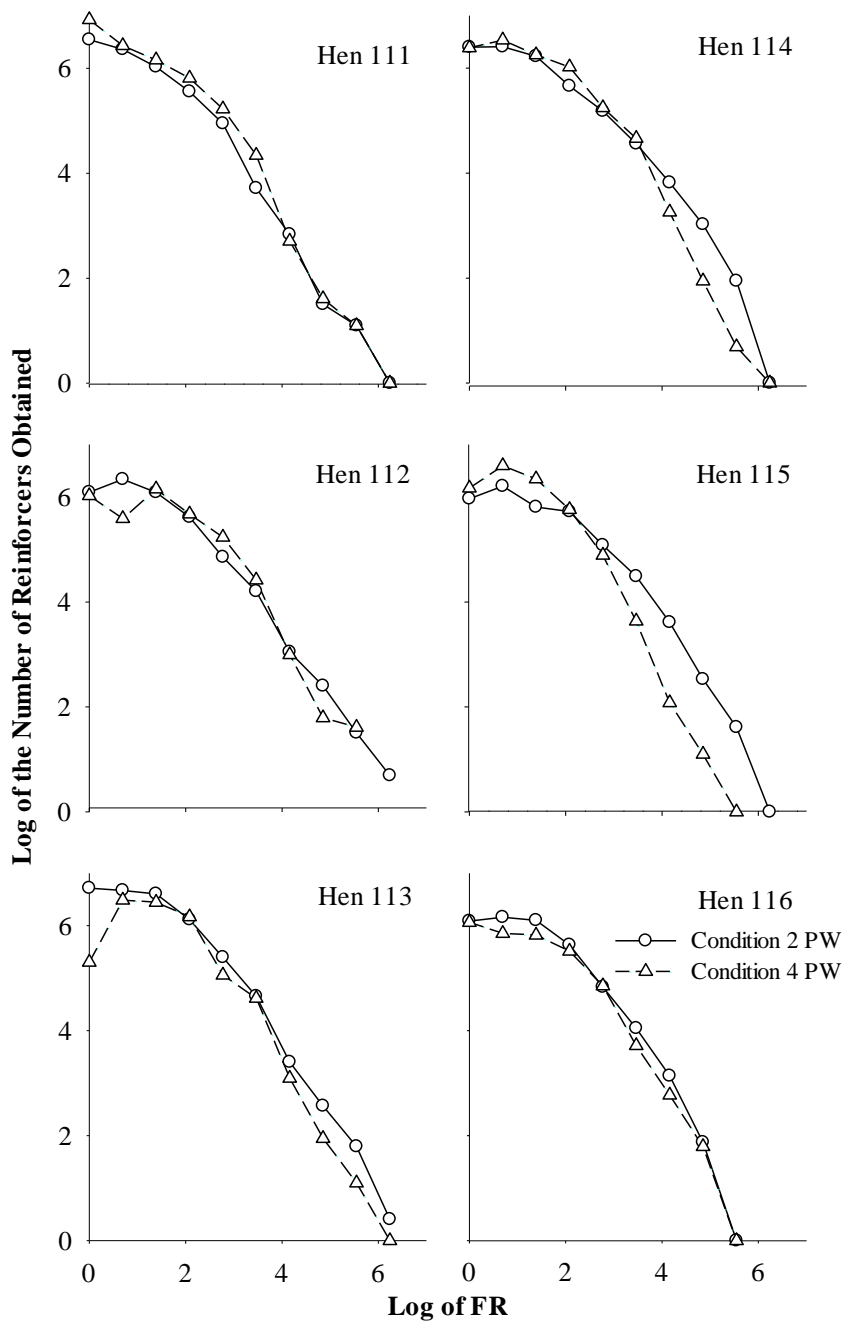 Log of the Number of Reinforcers Obtained
Hen 111
6
4
2
0
Hen 114
Hen 112
6
4
2
0
Hen 115
Hen 113
6
4
2
0
0 2 4 6
Hen 116
Condition 2 PW
Condition 4 PW
0 2 4 6
Log of FR